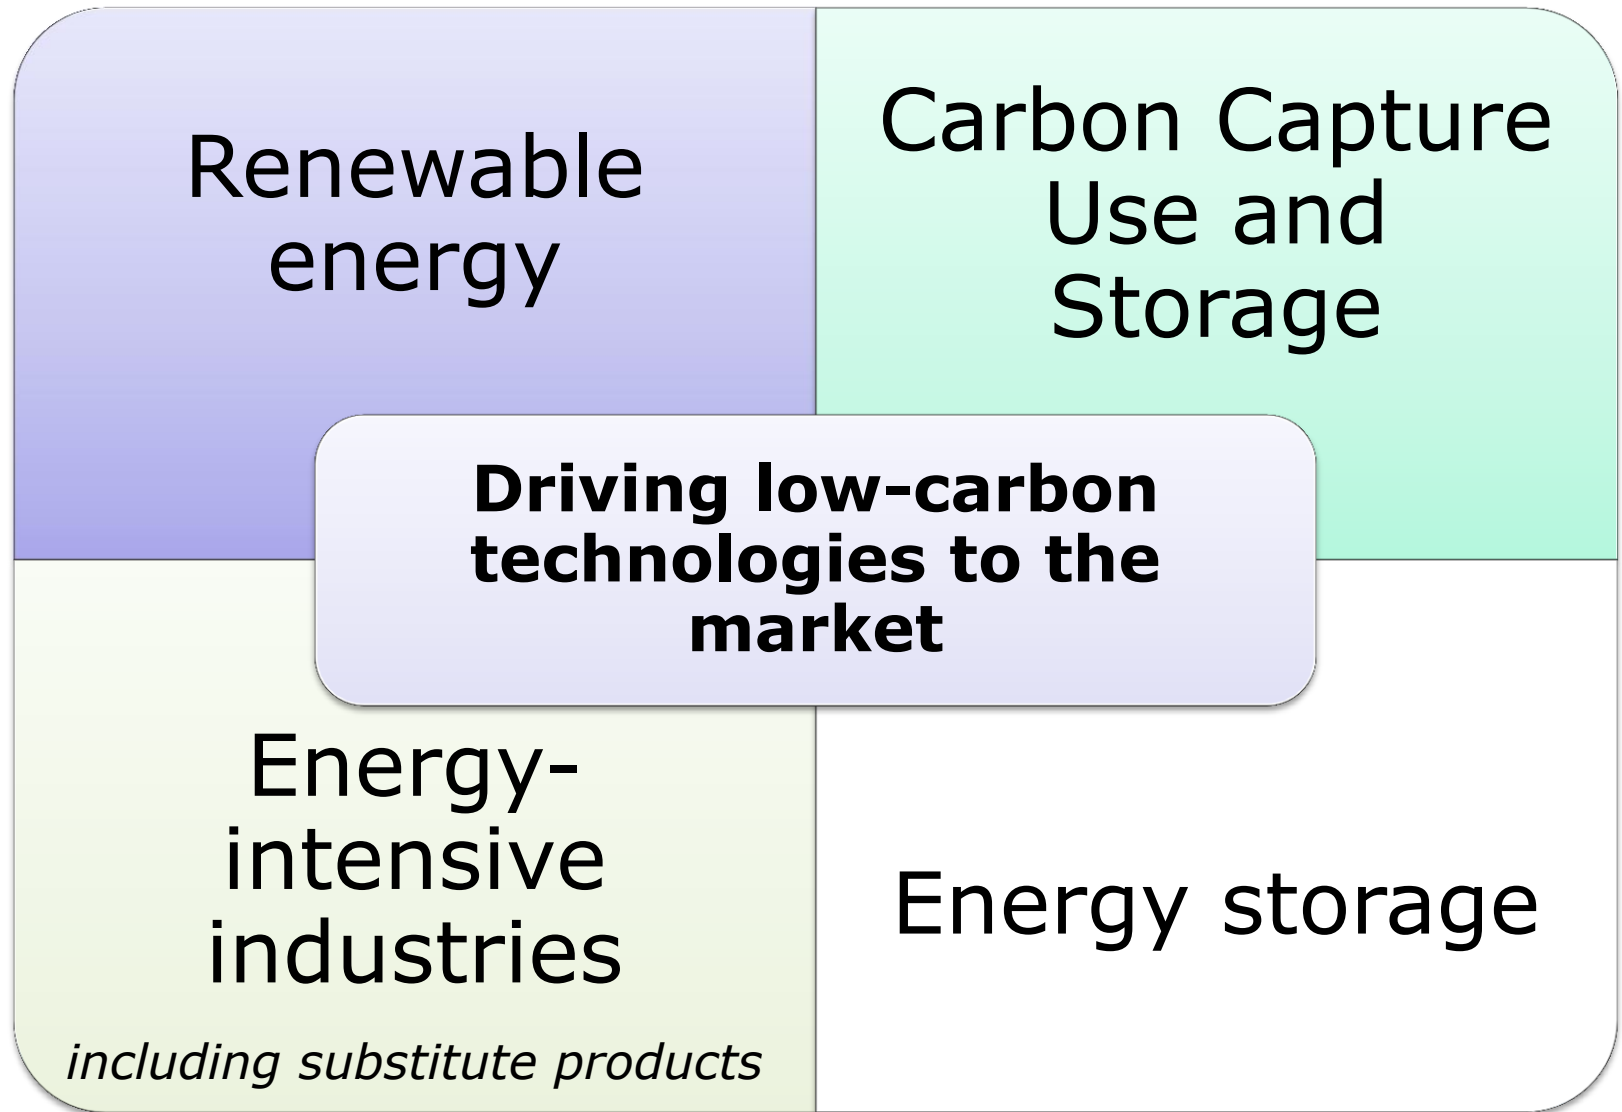 Renewable
energy
Carbon Capture
Use and
Storage
Driving low-carbon
technologies to the
market
Energy-
intensive
industries
including substitute products
Energy storage